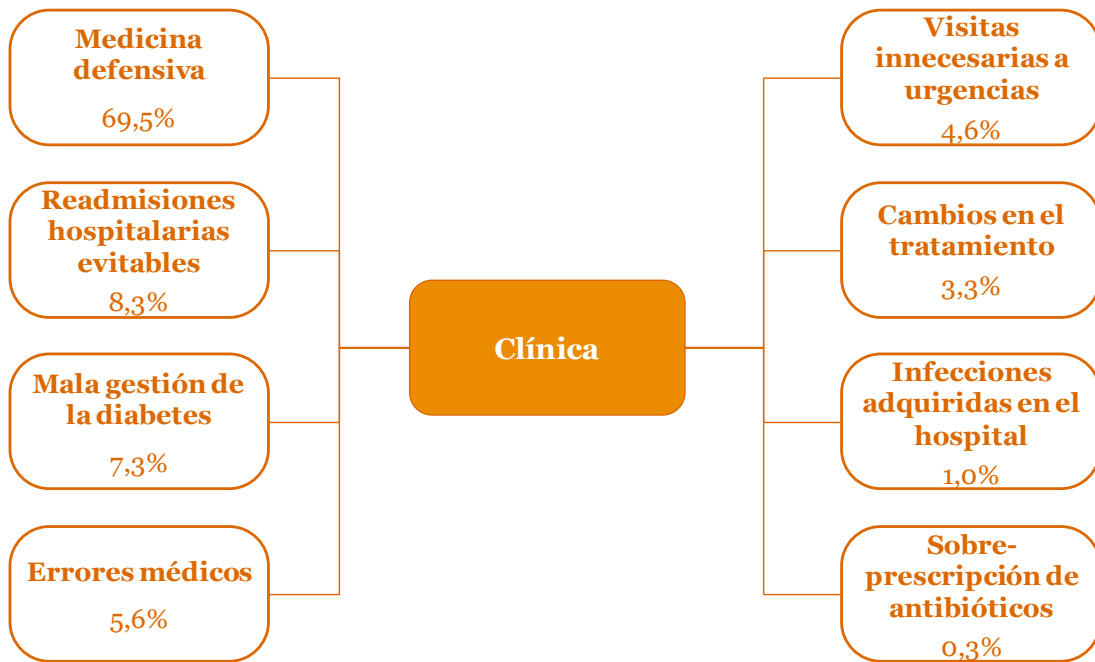 Medicina
defensiva
69,5%
Readmisiones
hospitalarias
evitables
8,3%
Mala gestión de
la diabetes
7,3%
Errores médicos
5,6%
Clínica
Visitas
innecesarias a
urgencias
4,6%
Cambios en el
tratamiento
3,3%
Infecciones
adquiridas en el
hospital
1,0%
Sobre-
prescripción de
antibióticos
0,3%